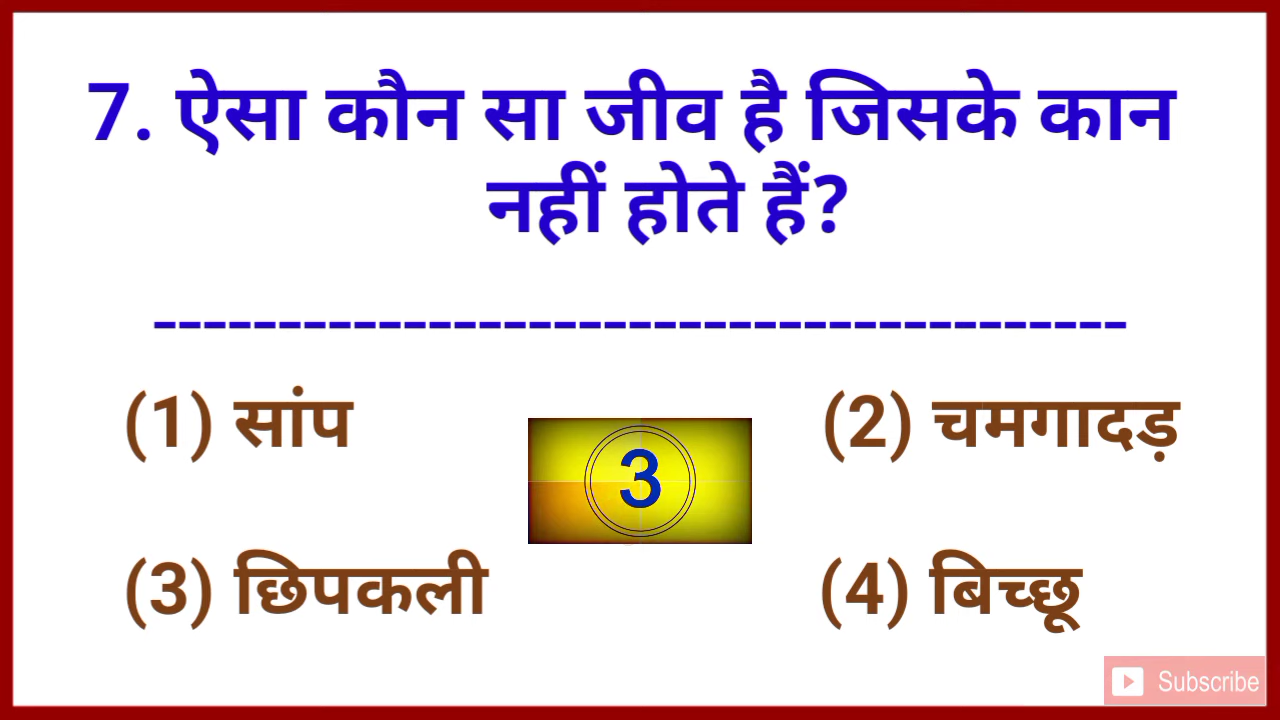 7. ऐसा कौन सा जीव है जिसके कान
नहीं होते हैं?
---------------------------------------
(1) सांप
(2) चमगादड़
3
(3) छिपकली
(4) बिच्छू
Subscribe